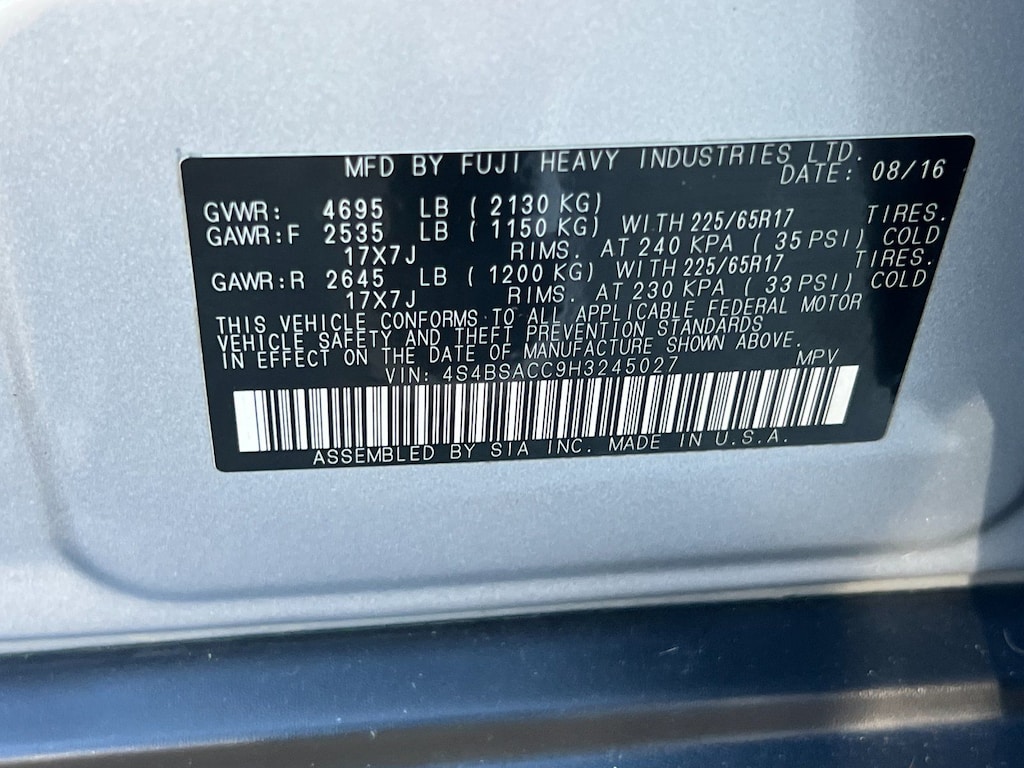 MFD BY FUJI HEAVY INDUSTRIES LTD.
DATE: 08/16
GVWR: 4695 LB ( 2130 KG)
GAWR:F 2535 LB ( 1150 KG) WITH 225/65R17 TIRES.
17X7J RIMS. AT 240 KPA ( 35 PSI) COLD
GAWR:R 2645 LB ( 1200 KG) WITH 225/65R17 TIRES.
17X7J RIMS. AT 230 KPA ( 33 PSI) COLD
THIS VEHICLE CONFORMS TO ALL APPLICABLE FEDERAL MOTOR
VEHICLE SAFETY AND THEFT PREVENTION STANDARDS
IN EFFECT ON THE DATE OF MANUFACTURE SHOWN ABOVE.
VIN: 4S4BSACC9H3245027 MPV
ASSEMBLED BY SIA INC. MADE IN U.S.A.